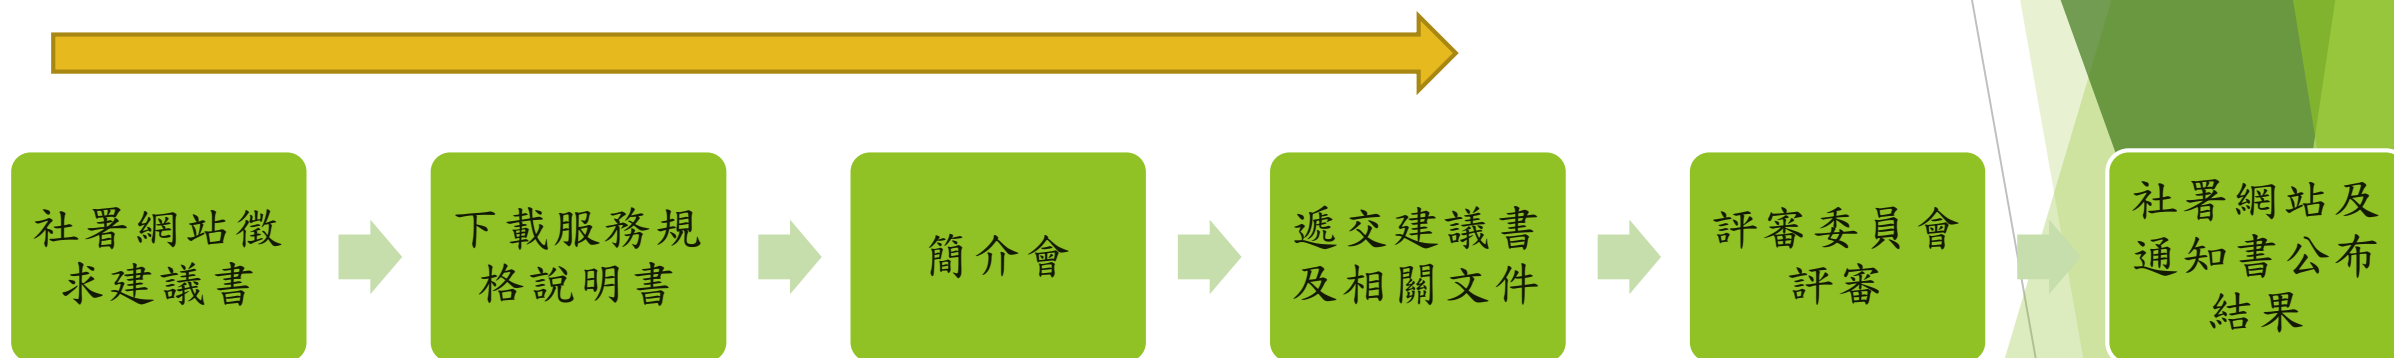 社署網站徵
求建議書
下載服務規
格說明書
簡介會
遞交建議書
及相關文件
評審委員會
評審
社署網站及
通知書公布
結果